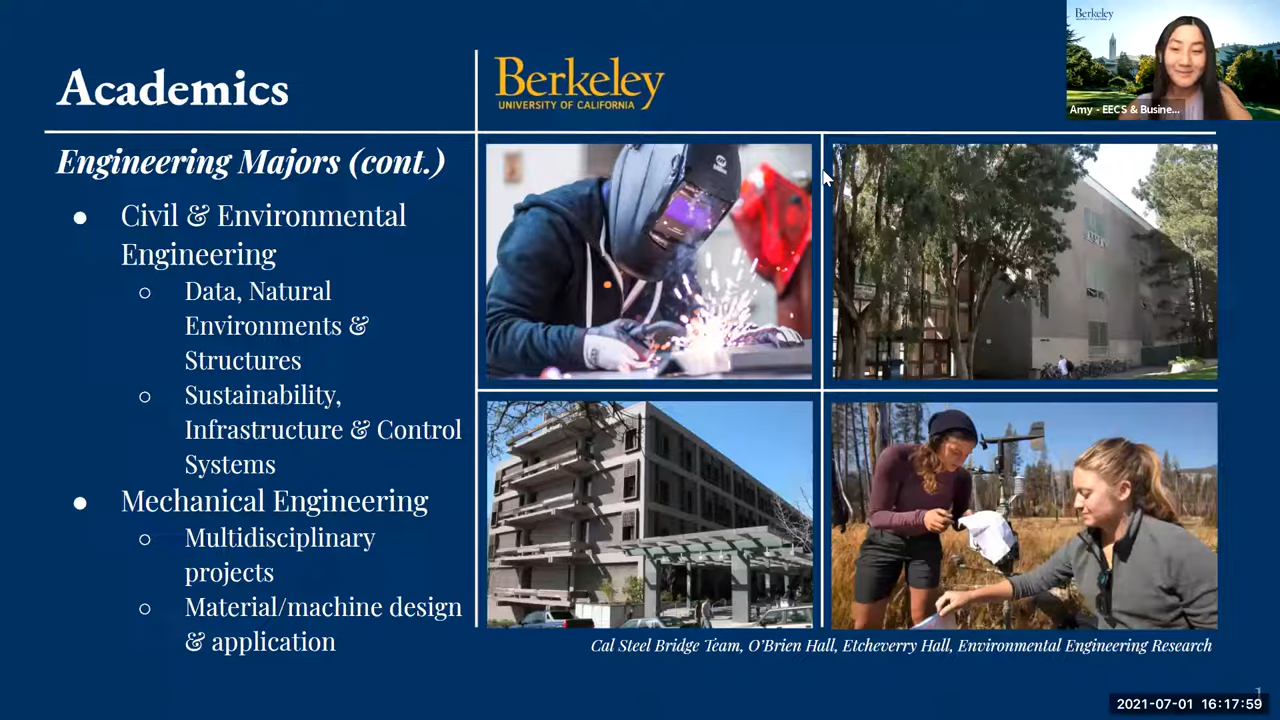 Academics
Berkeley
UNIVERSITY OF CALIFORNIA
Berkeley
Amy - EECS & Busine...
Engineering Majors (cont.)
● Civil & Environmental
Engineering
○ Data, Natural
Environments &
Structures
○ Sustainability,
Infrastructure & Control
Systems
● Mechanical Engineering
○ Multidisciplinary
projects
○ Material/machine design
& application
Cal Steel Bridge Team, O'Brien Hall, Etcheverry Hall, Environmental Engineering Research
2021-07-01 16:17:59